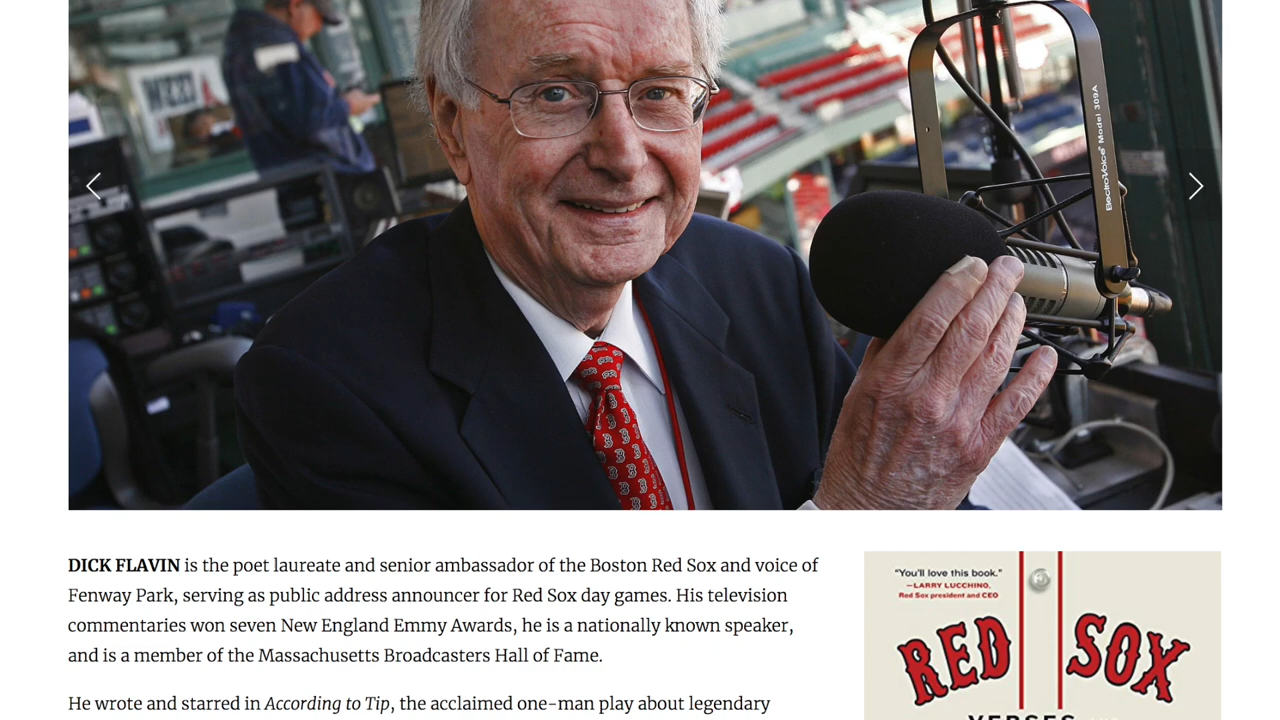 WEEI
ElectroVoice® Model 309A
DICK FLAVIN is the poet laureate and senior ambassador of the Boston Red Sox and voice of
Fenway Park, serving as public address announcer for Red Sox day games. His television
commentaries won seven New England Emmy Awards, he is a nationally known speaker,
and is a member of the Massachusetts Broadcasters Hall of Fame.
He wrote and starred in According to Tip, the acclaimed one-man play about legendary
"You'll love this book."
—LARRY LUCCHINO,
Red Sox president and CEO
RED SOX
VERSES